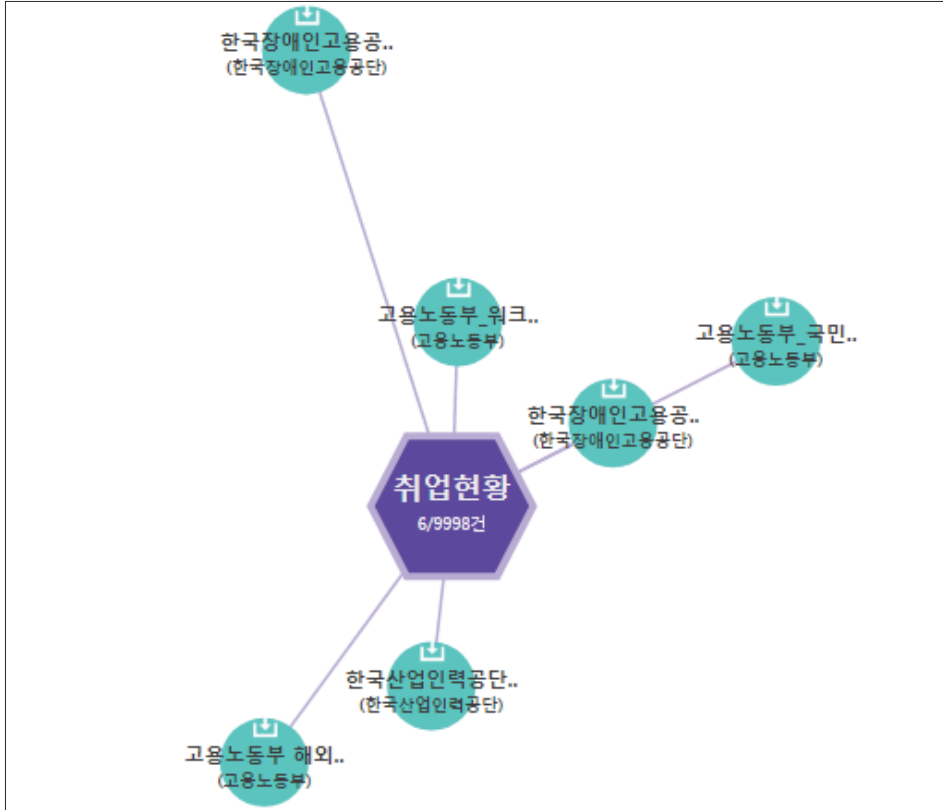 한국장애인고용공..
(한국장애인고용공단)
고용노동부_워크..
(고용노동부)
고용노동부_국민..
(고용노동부)
한국장애인고용공..
(한국장애인고용공단)
취업현황
6/9998건
한국산업인력공단..
(한국산업인력공단)
고용노동부 해외..
(고용노동부)